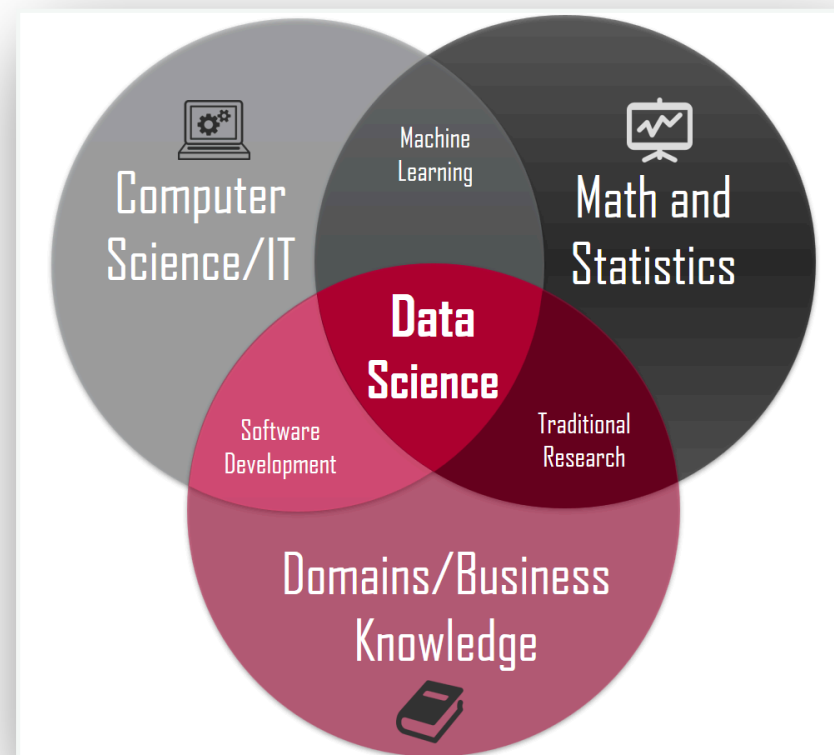 Machine
Learning
Computer
Science/IT
Math and
Statistics
Data
Science
Software
Development
Traditional
Research
Domains/Business
Knowledge